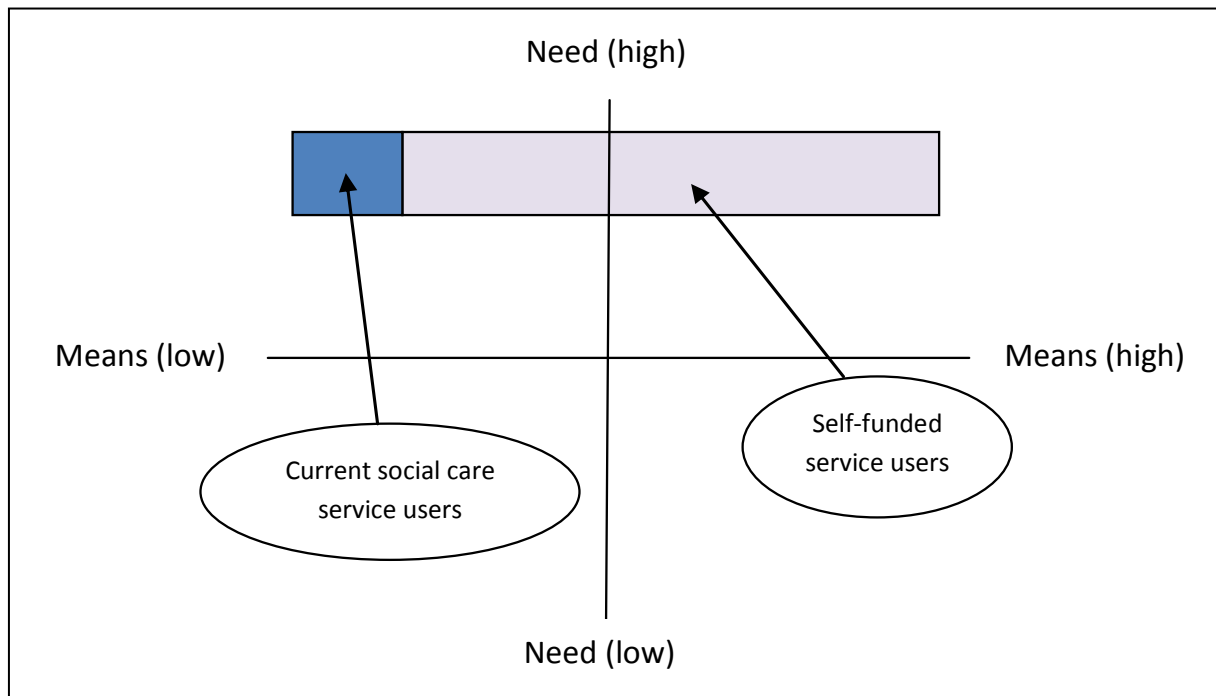 Need (high)
Means (low)
Means (high)
Self-funded
service users
Current social care
service users
Need (low)